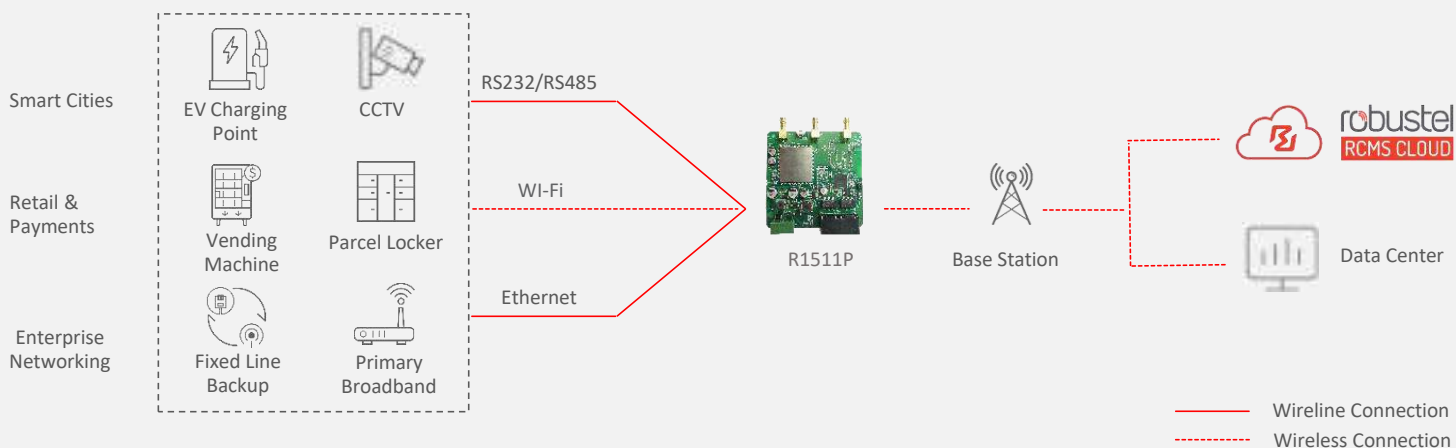 Smart Cities
EV Charging
Point
CCTV
Retail &
Payments
Vending
Machine
Parcel Locker
Enterprise
Networking
Fixed Line
Backup
Primary
Broadband
RS232/RS485
WI-Fi
Ethernet
R1511P
Base Station
robustel
RCMS CLOUD
Data Center
Wireline Connection
Wireless Connection